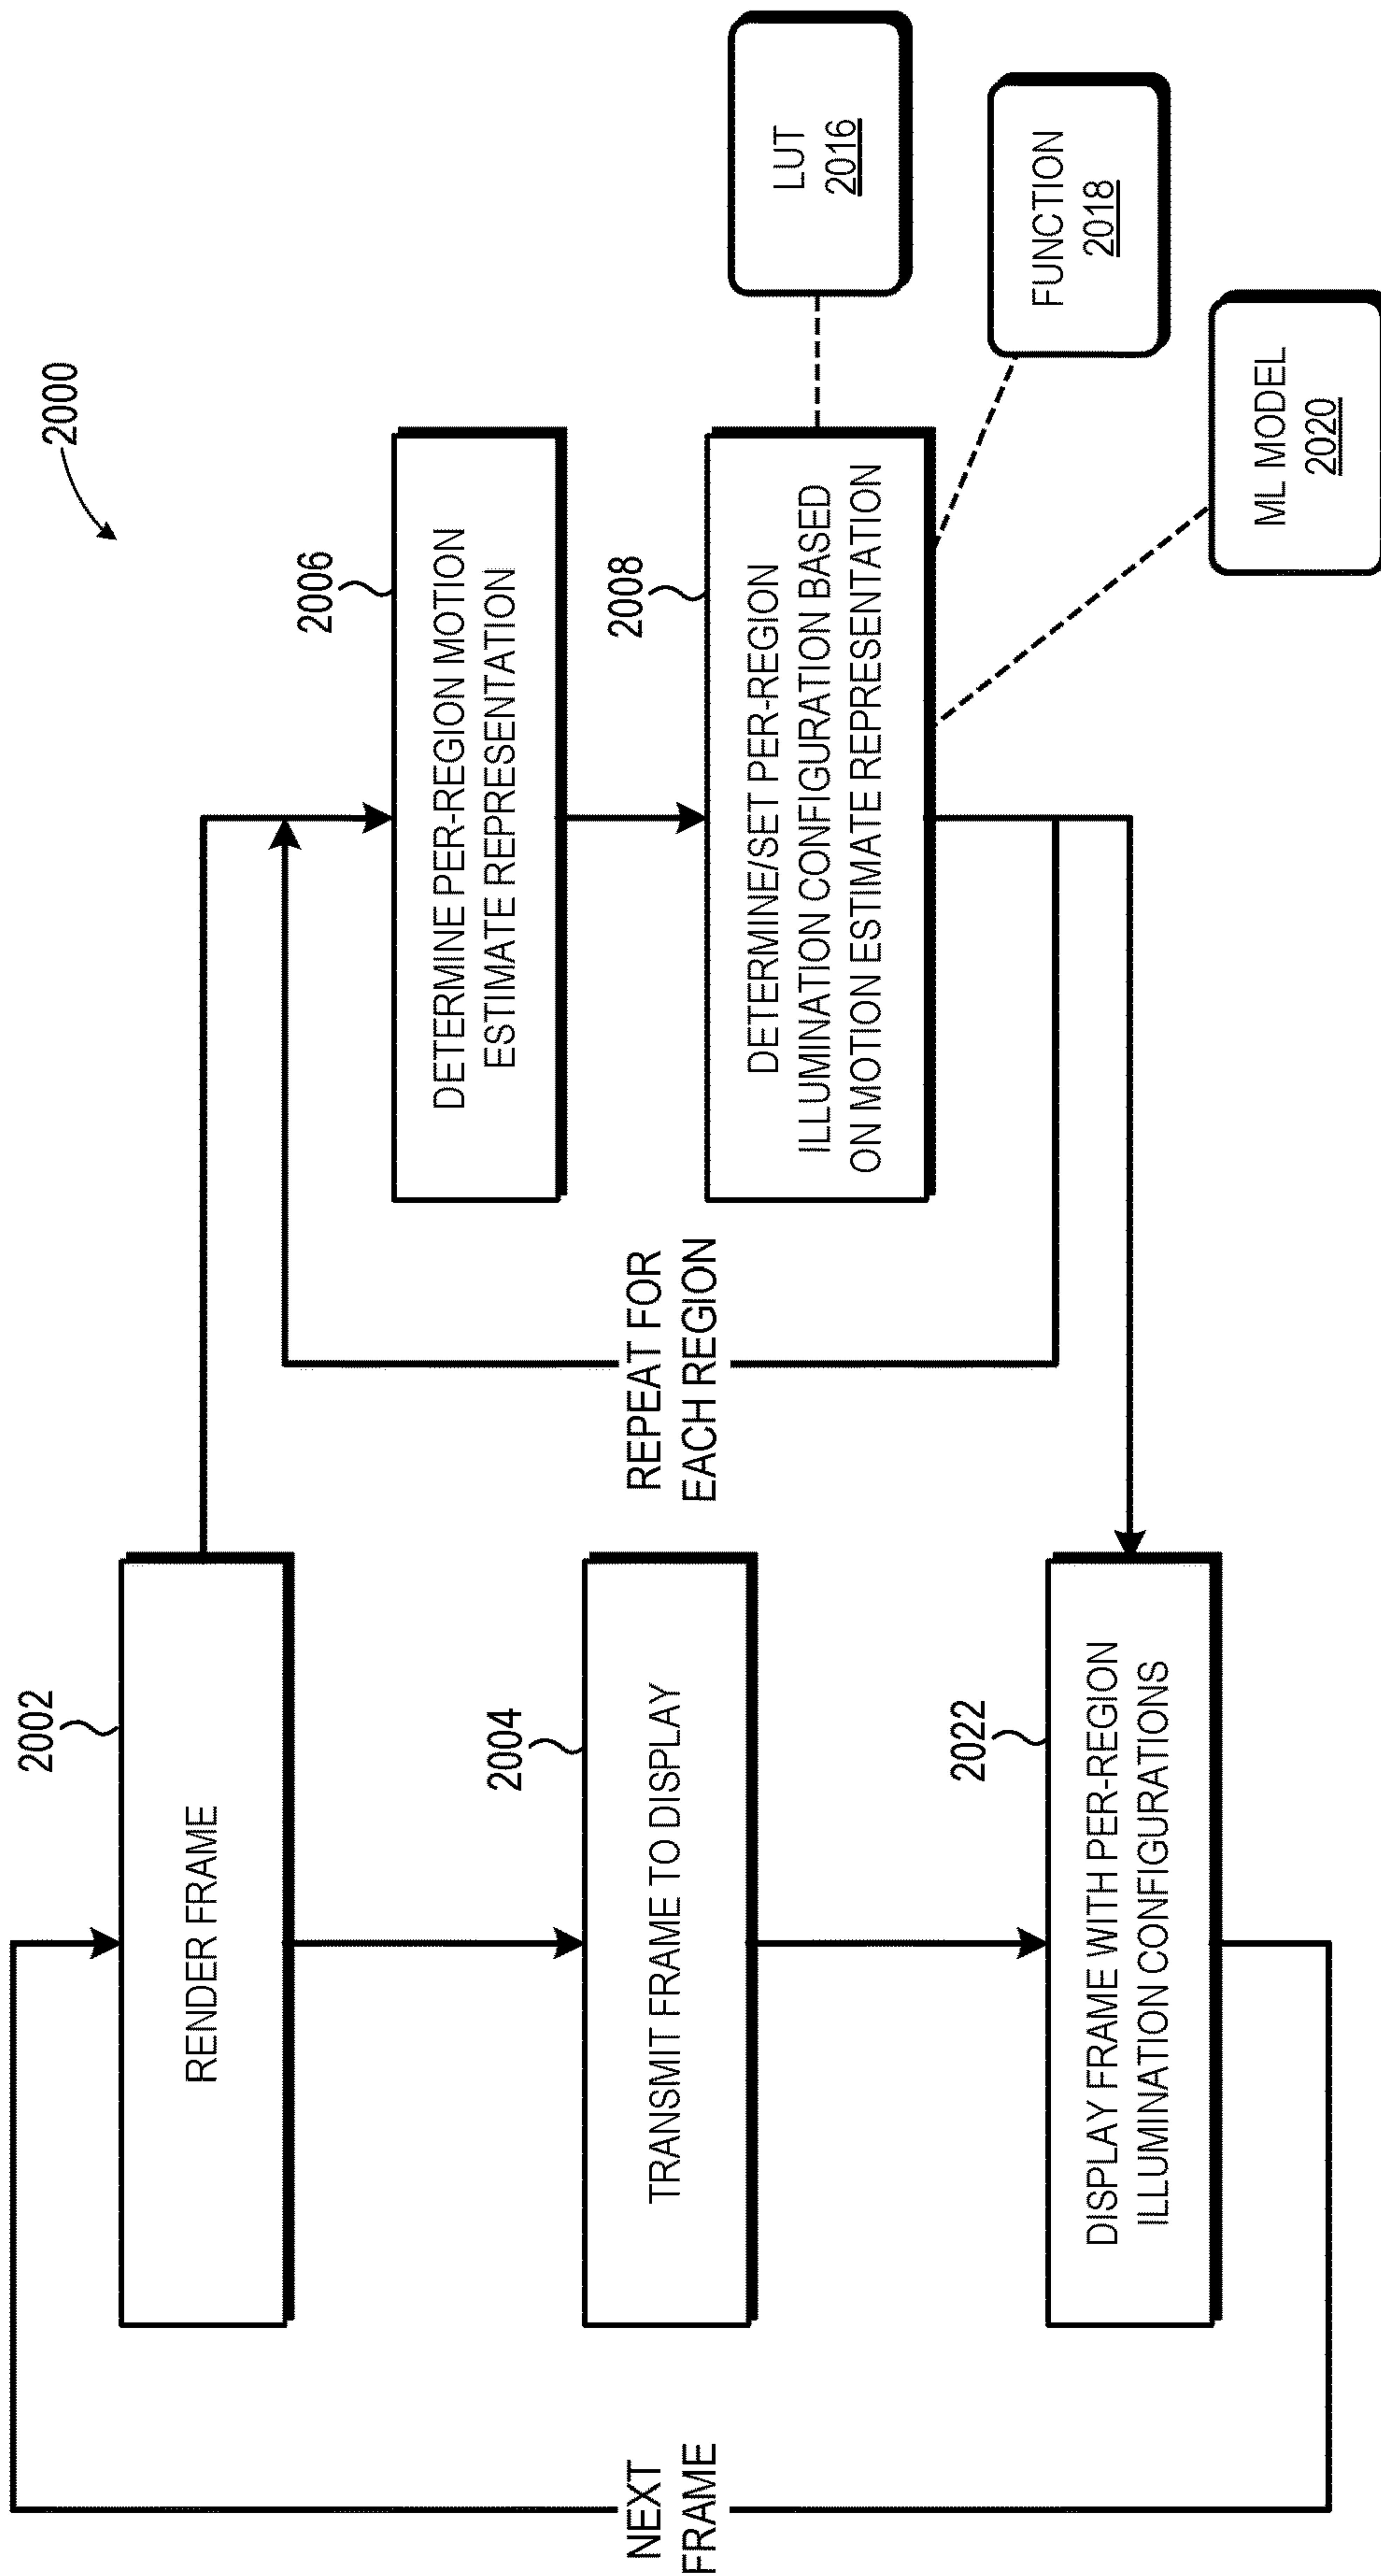 2000
2002
RENDER FRAME
2004
TRANSMIT FRAME TO DISPLAY
2022
DISPLAY FRAME WITH PER-REGION
ILLUMINATION CONFIGURATIONS
NEXT
FRAME
2006
DETERMINE PER-REGION MOTION
ESTIMATE REPRESENTATION
2008
DETERMINE/SET PER-REGION
ILLUMINATION CONFIGURATION BASED
ON MOTION ESTIMATE REPRESENTATION
REPEAT FOR
EACH REGION
LUT
2016
FUNCTION
2018
ML MODEL
2020